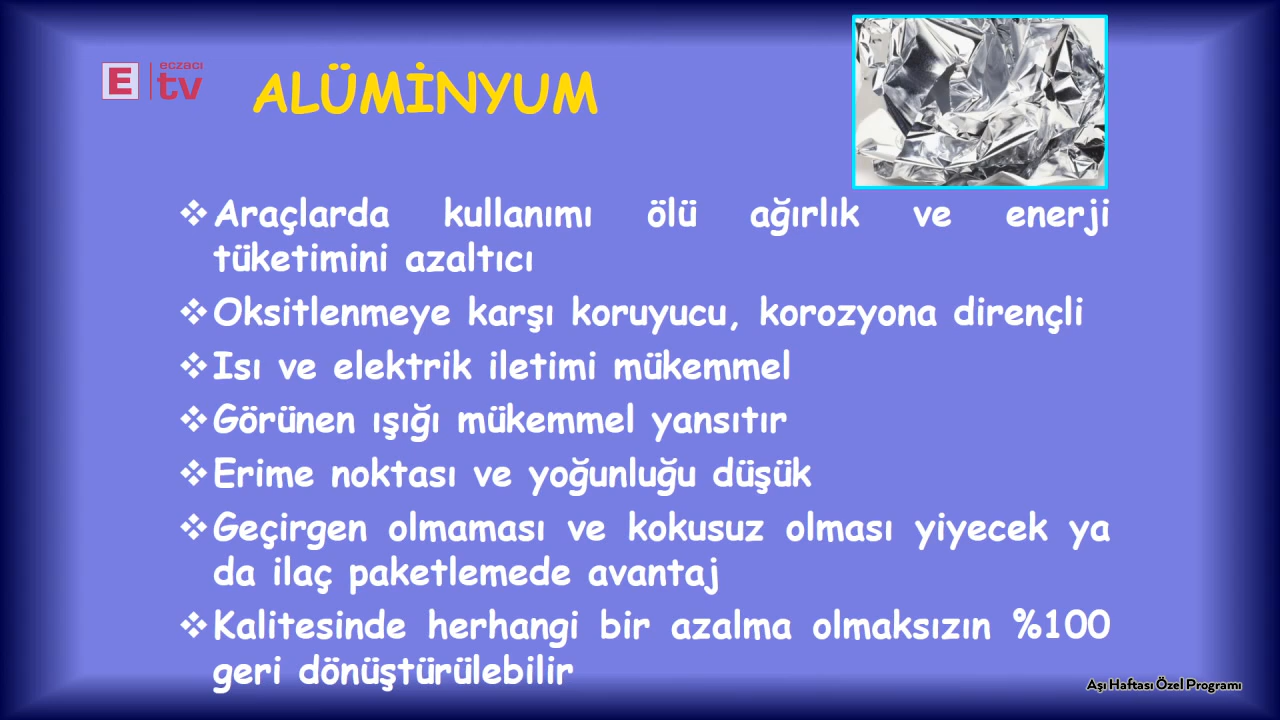 E eczacı tv
ALÜMİNYUM
❖Araçlarda kullanımı ölü ağırlık ve enerji
tüketimini azaltıcı
❖Oksitlenmeye karşı koruyucu, korozyona dirençli
❖Isı ve elektrik iletimi mükemmel
❖Görünen ışığı mükemmel yansıtır
❖Erime noktası ve yoğunluğu düşük
❖Geçirgen olmaması ve kokusuz olması yiyecek ya
da ilaç paketlemede avantaj
❖Kalitesinde herhangi bir azalma olmaksızın %100
geri dönüştürülebilir
Aşı Haftası Özel Programı